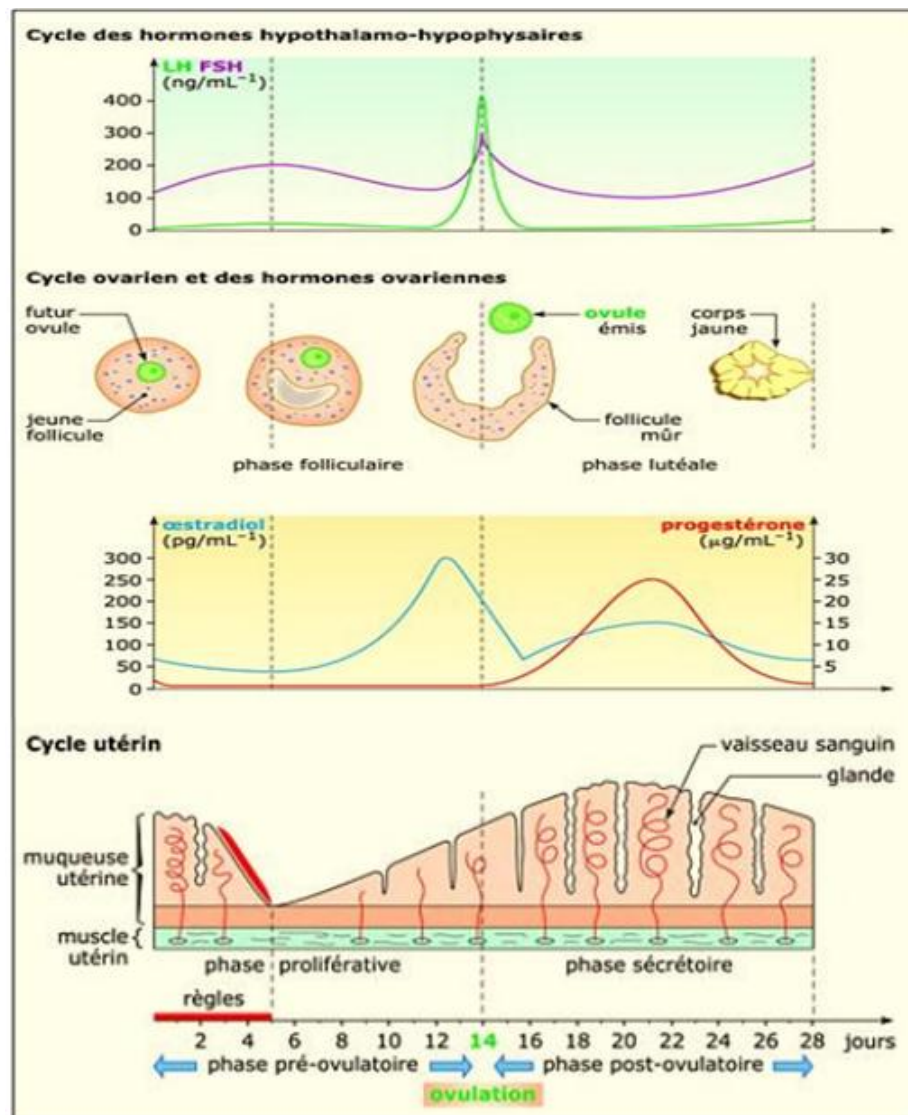 Cycle des hormones hypothalamo-hypophysaires
LH FSH
(ng/mL⁻¹)
400
300
200
100
0
Cycle ovarien et des hormones ovariennes
futur
ovule
jeune
follicule
ovule
émis
corps
jaune
follicule
mûr
phase folliculaire
phase lutéale
œstradiol
(pg/mL⁻¹)
progestérone
(µg/mL⁻¹)
300
250
200
150
100
50
0
30
25
20
15
10
5
Cycle utérin
vaisseau sanguin
glande
muqueuse
utérine
muscle
utérin
phase proliférative
phase sécrétoire
règles
2 4 6 8 10 12 14 16 18 20 22 24 26 28 jours
phase pré-ovulatoire
phase post-ovulatoire
ovulation